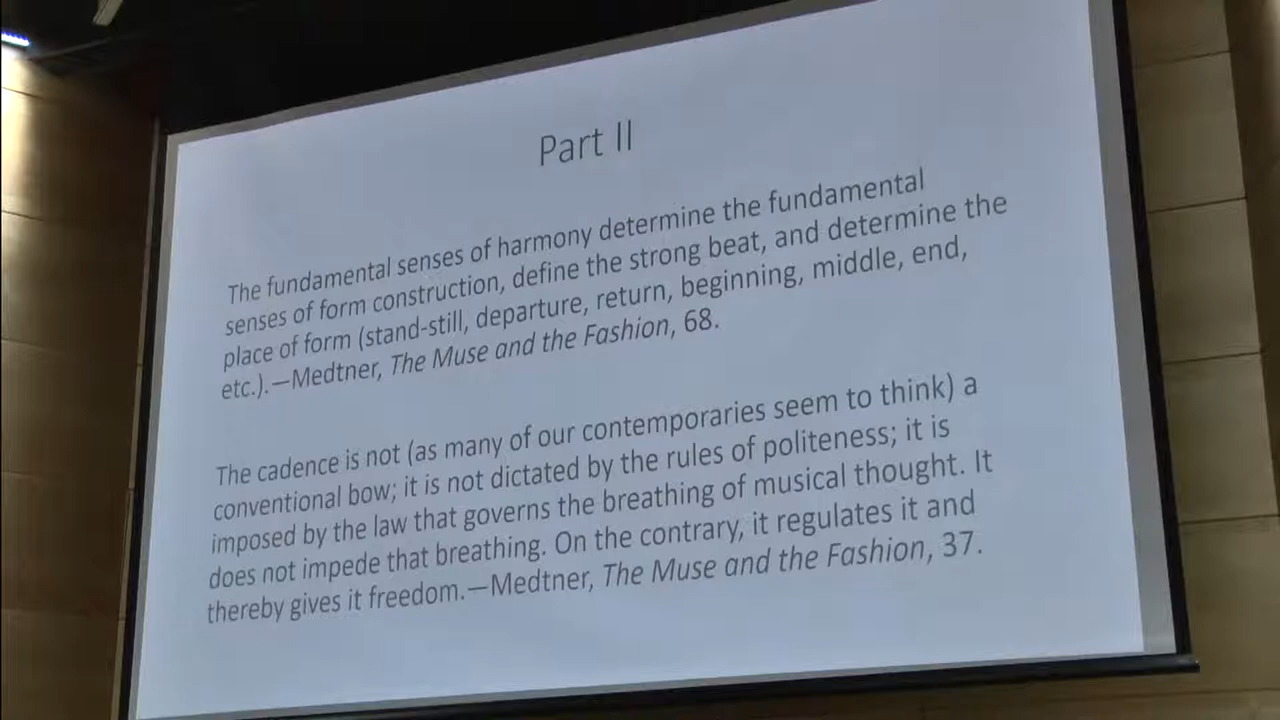 Part II
The fundamental senses of harmony determine the fundamental
senses of form construction, define the strong beat, and determine the
place of form (stand-still, departure, return, beginning, middle, end,
etc.).—Medtner, The Muse and the Fashion, 68.
The cadence is not (as many of our contemporaries seem to think) a
conventional bow; it is not dictated by the rules of politeness; it is
imposed by the law that governs the breathing of musical thought. It
does not impede that breathing. On the contrary, it regulates it and
thereby gives it freedom.—Medtner, The Muse and the Fashion, 37.